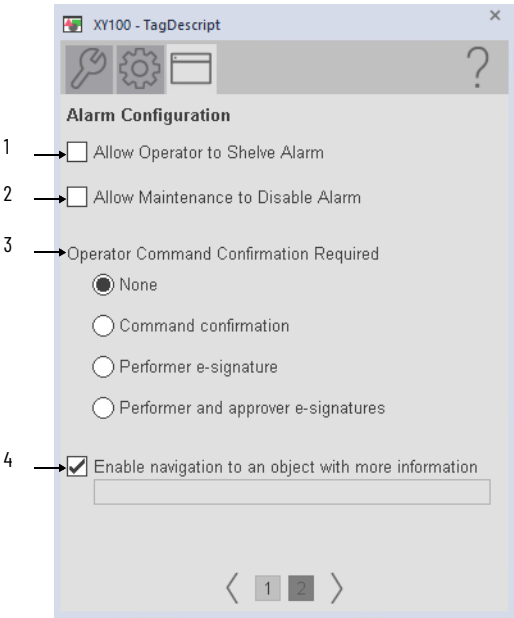 XY100 - TagDescript
×
?
Alarm Configuration
1
Allow Operator to Shelve Alarm
2
Allow Maintenance to Disable Alarm
3
Operator Command Confirmation Required
None
Command confirmation
Performer e-signature
Performer and approver e-signatures
4
Enable navigation to an object with more information
1 2